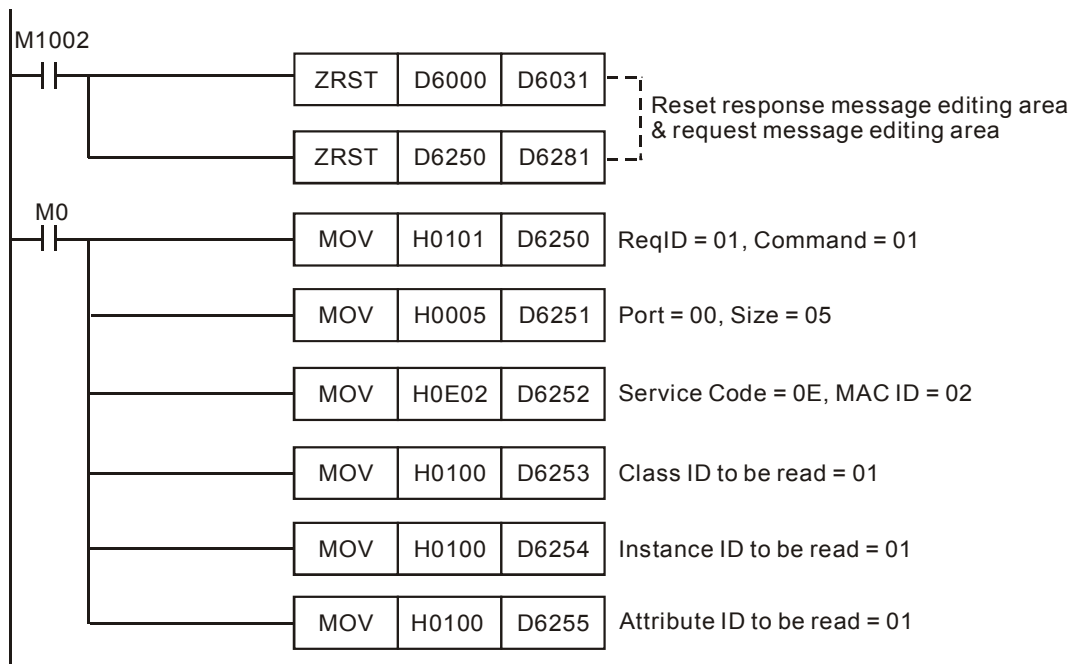 M1002
ZRST D6000 D6031
Reset response message editing area
& request message editing area
ZRST D6250 D6281
M0
MOV H0101 D6250 ReqID = 01, Command = 01
MOV H0005 D6251 Port = 00, Size = 05
MOV H0E02 D6252 Service Code = 0E, MAC ID = 02
MOV H0100 D6253 Class ID to be read = 01
MOV H0100 D6254 Instance ID to be read = 01
MOV H0100 D6255 Attribute ID to be read = 01